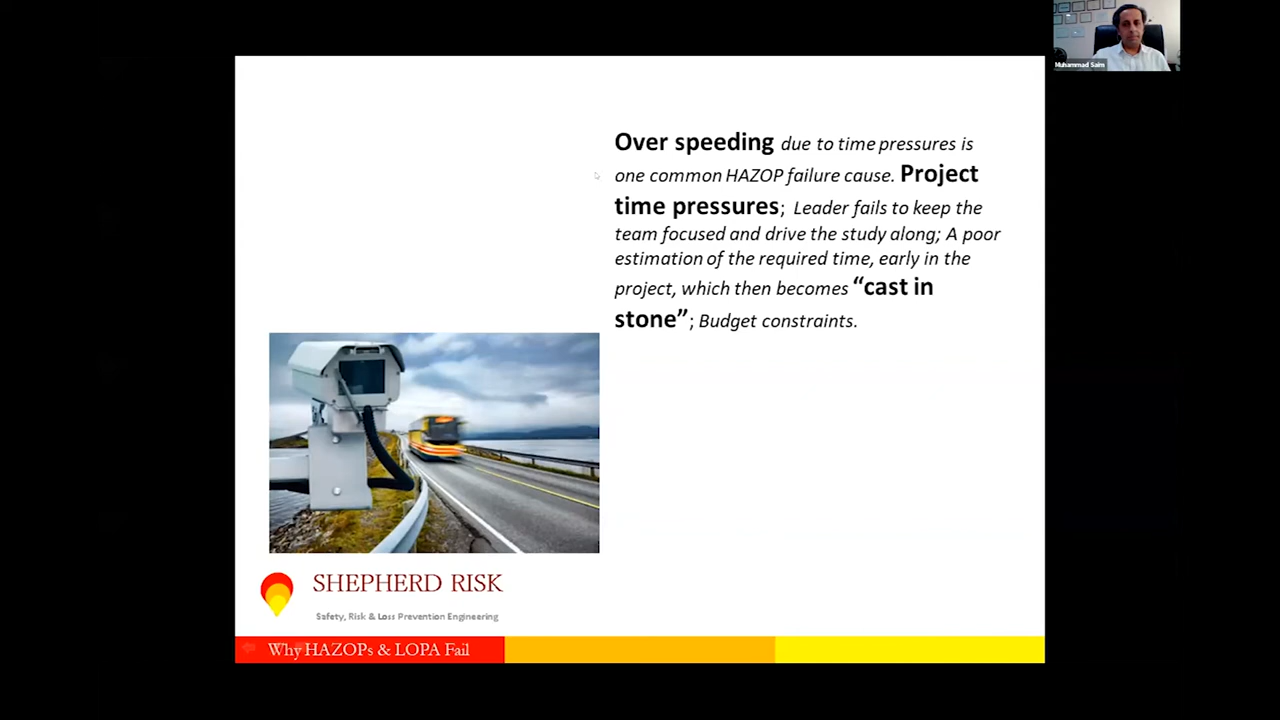 Muhammad Saim
Over speeding due to time pressures is
one common HAZOP failure cause. Project
time pressures; Leader fails to keep the
team focused and drive the study along; A poor
estimation of the required time, early in the
project, which then becomes “cast in
stone”; Budget constraints.
SHEPHERD RISK
Safety, Risk & Loss Prevention Engineering
Why HAZOPs & LOPA Fail